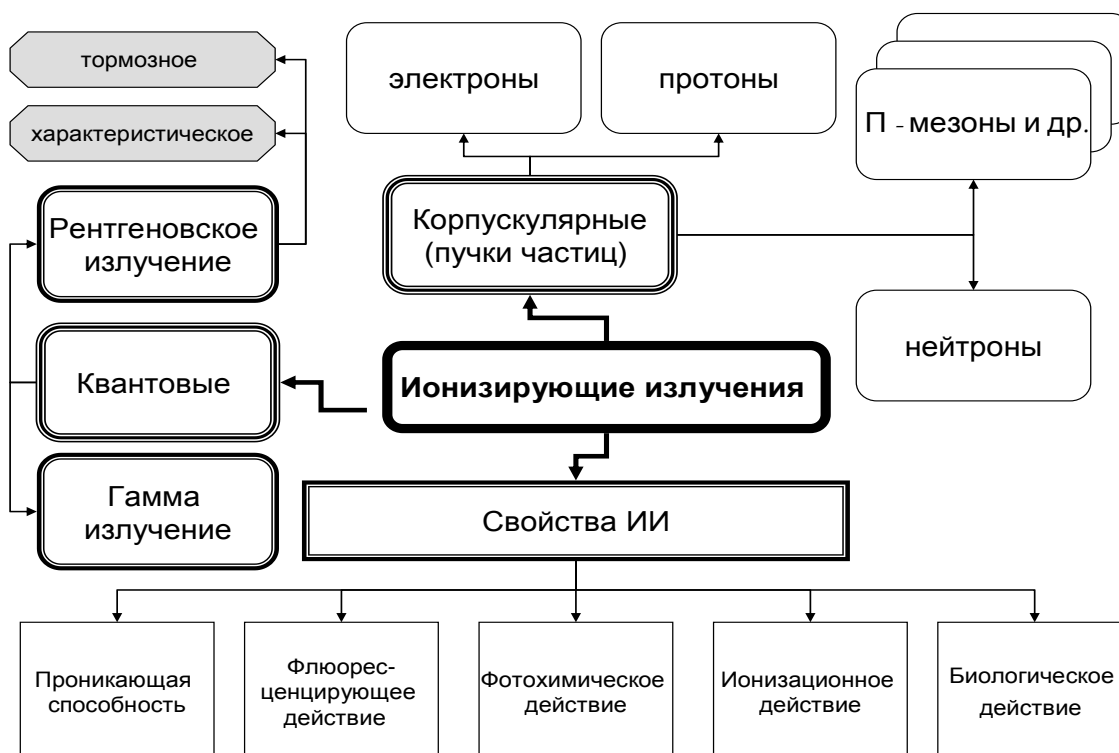 тормозное
характеристическое
электроны
протоны
П - мезоны и др.
Рентгеновское
излучение
Корпускулярные
(пучки частиц)
нейтроны
Квантовые
Ионизирующие излучения
Гамма
излучение
Свойства ИИ
Проникающая
способность
Флюорес-
ценцирующее
действие
Фотохимическое
действие
Ионизационное
действие
Биологическое
действие